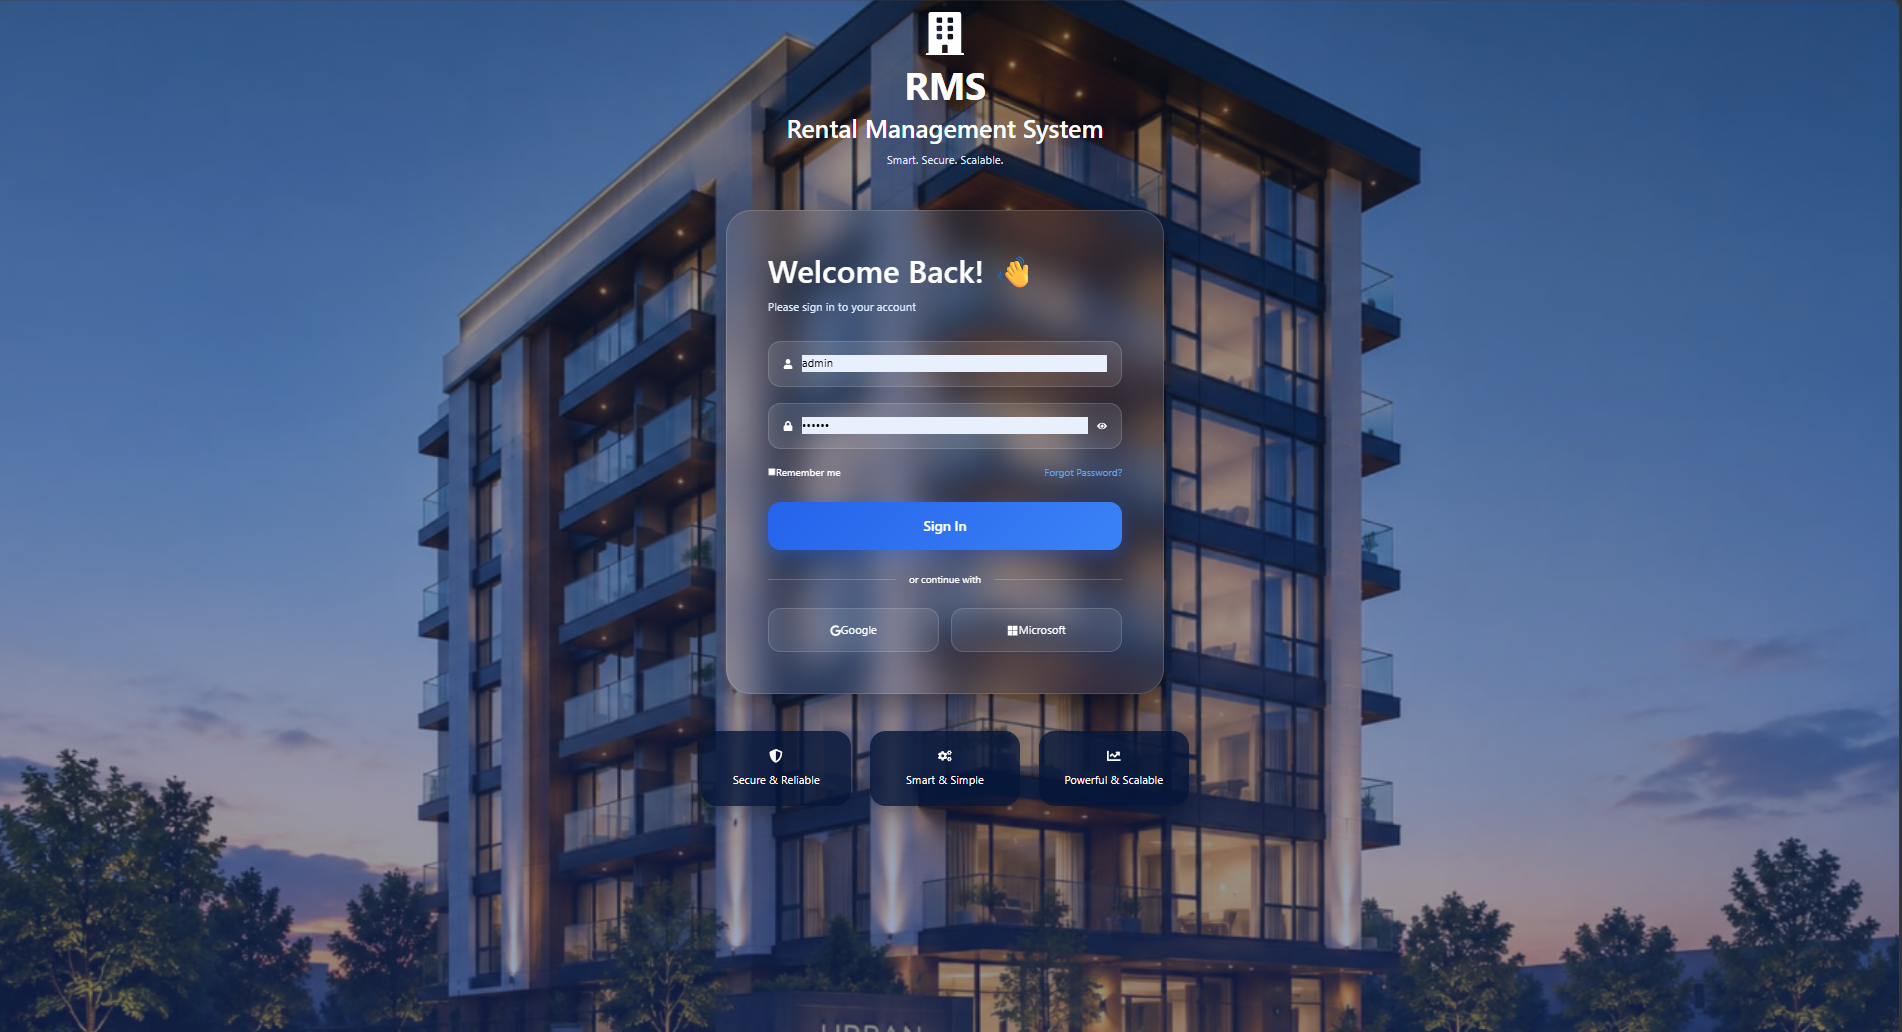 RMS
Rental Management System
Smart. Secure. Scalable.
Welcome Back! 👋
Please sign in to your account
admin
••••••
Remember me
Forgot Password?
Sign In
or continue with
Google
Microsoft
Secure & Reliable
Smart & Simple
Powerful & Scalable
URBAN